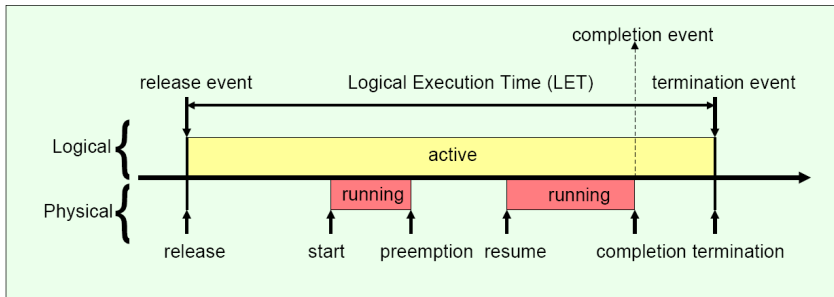 completion event
release event
Logical Execution Time (LET)
termination event
Logical
active
Physical
running
running
release
start
preemption
resume
completion
termination